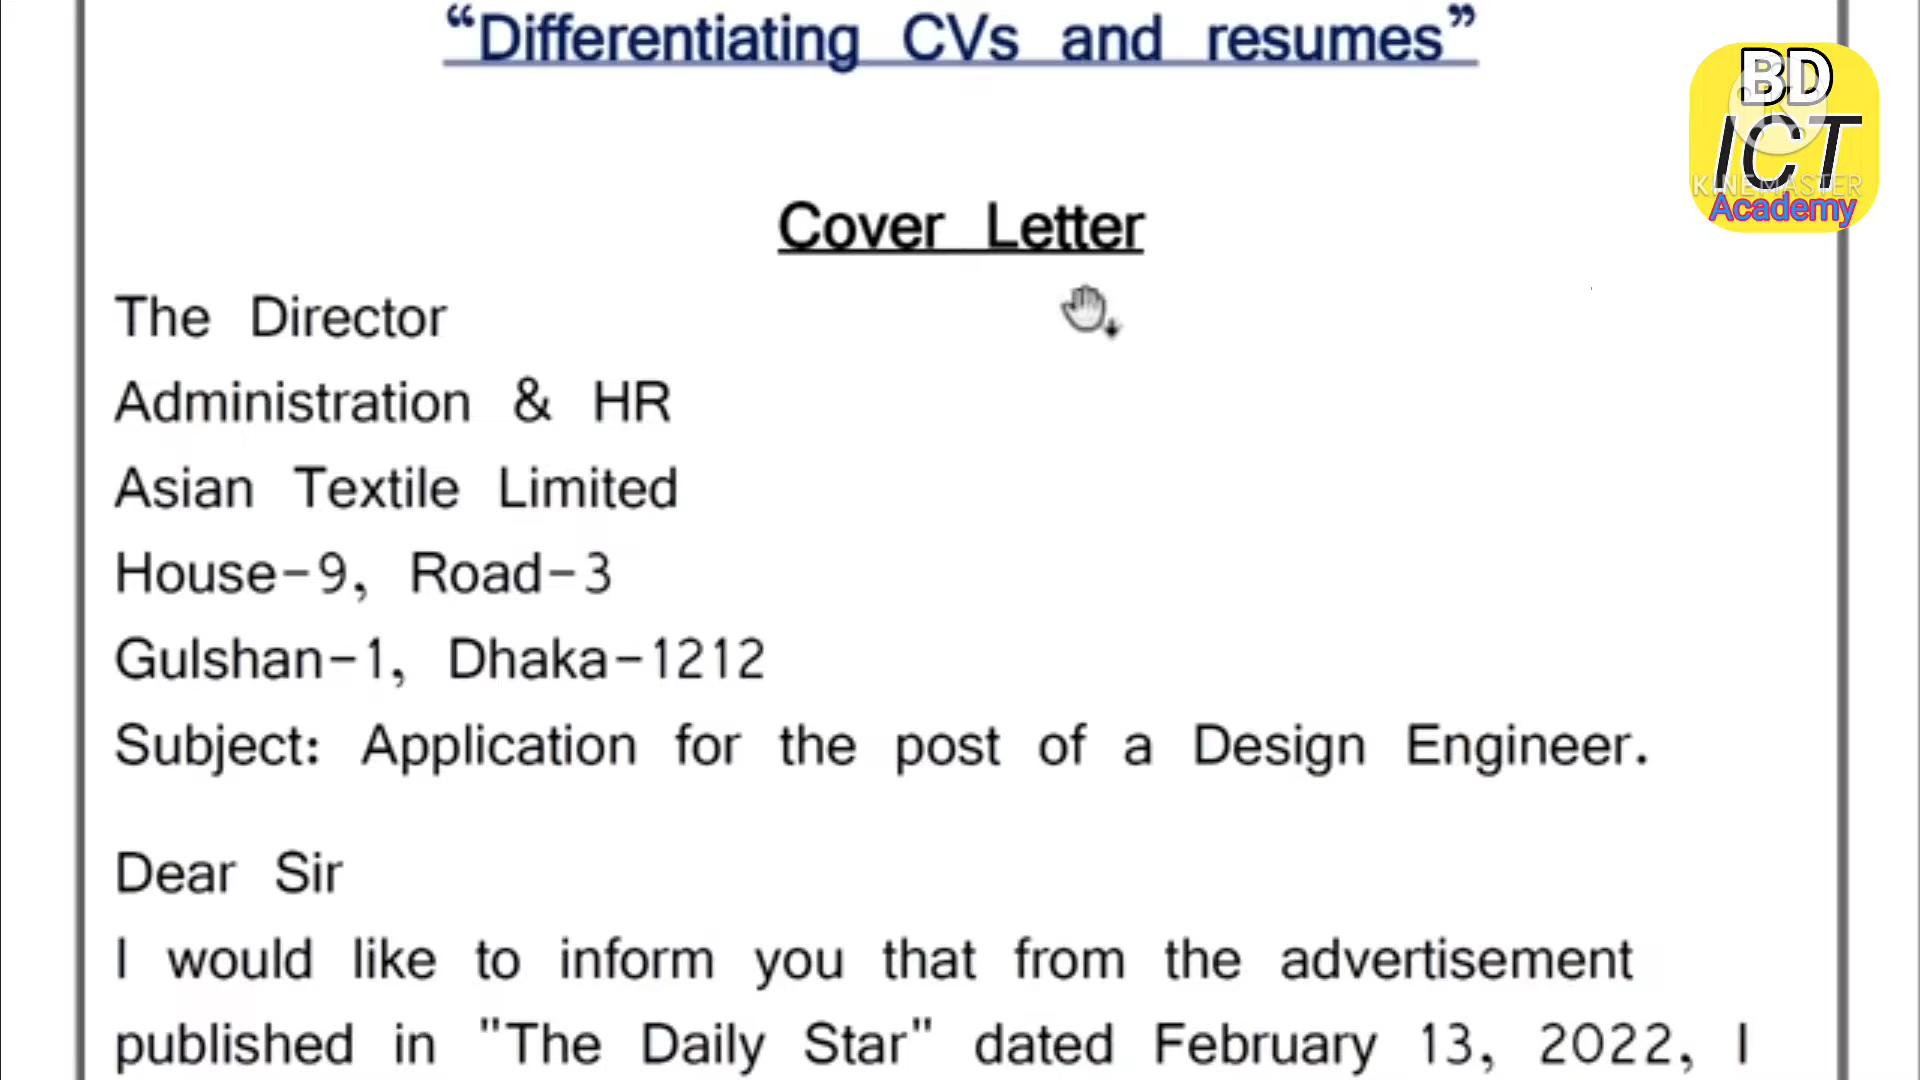 “Differentiating CVs and resumes”
BD
ICT
KINEMASTER
Academy
Cover Letter
The Director
Administration & HR
Asian Textile Limited
House-9, Road-3
Gulshan-1, Dhaka-1212
Subject: Application for the post of a Design Engineer.
Dear Sir
I would like to inform you that from the advertisement
published in "The Daily Star" dated February 13, 2022, I